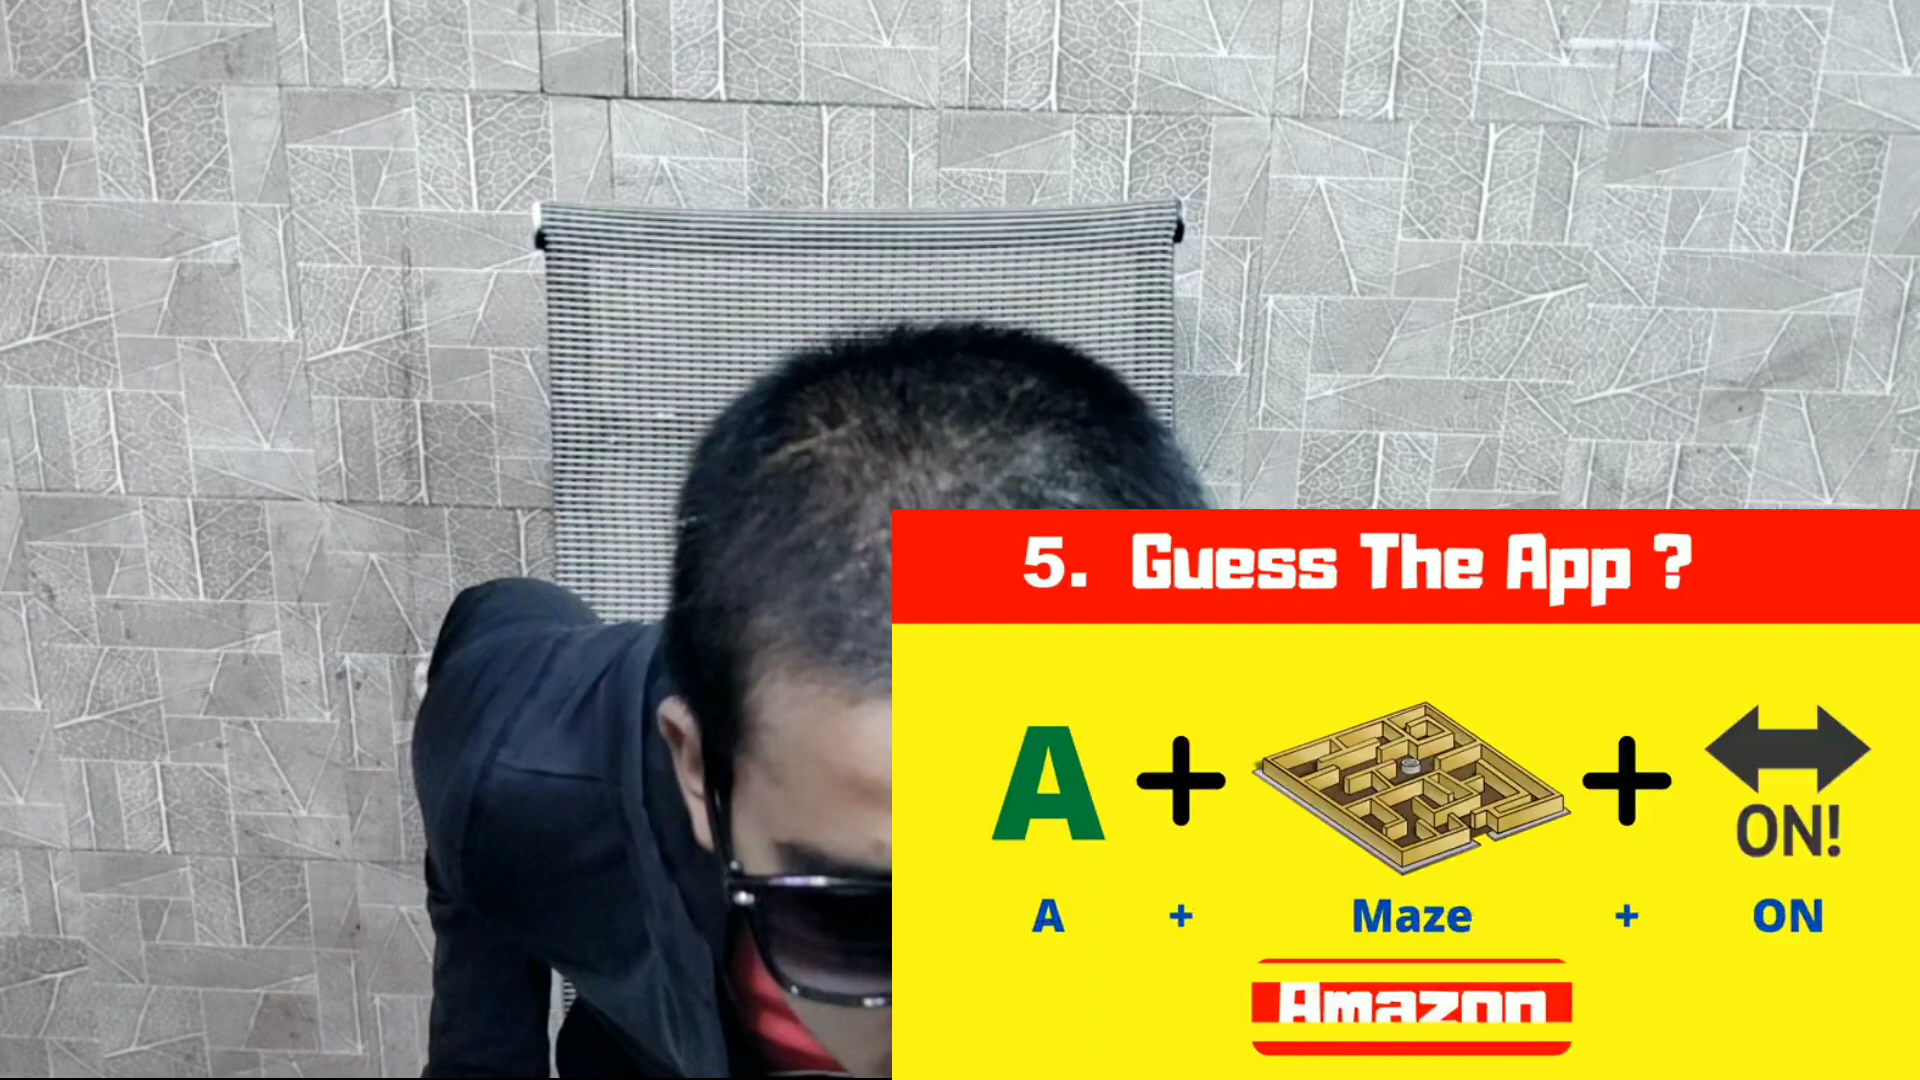 5. Guess The App ?
A + + ON!
A + Maze + ON
Amazon